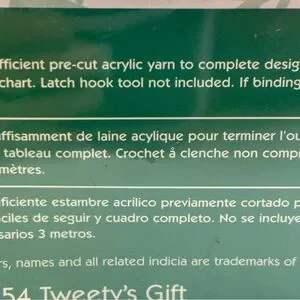 fficient pre-cut acrylic yarn to complete desig
chart. Latch hook tool not included. If binding
ffisamment de laine acylique pour terminer l'ou
tableau complet. Crochet å clenche non compr
mètres.
ficiente estambre acrílico previamente cortado p
ciles de seguir y cuadro completo. No se incluye
sarios 3 metros.
rs, names and all related indicia are trademarks of
54 Tweety's Gift